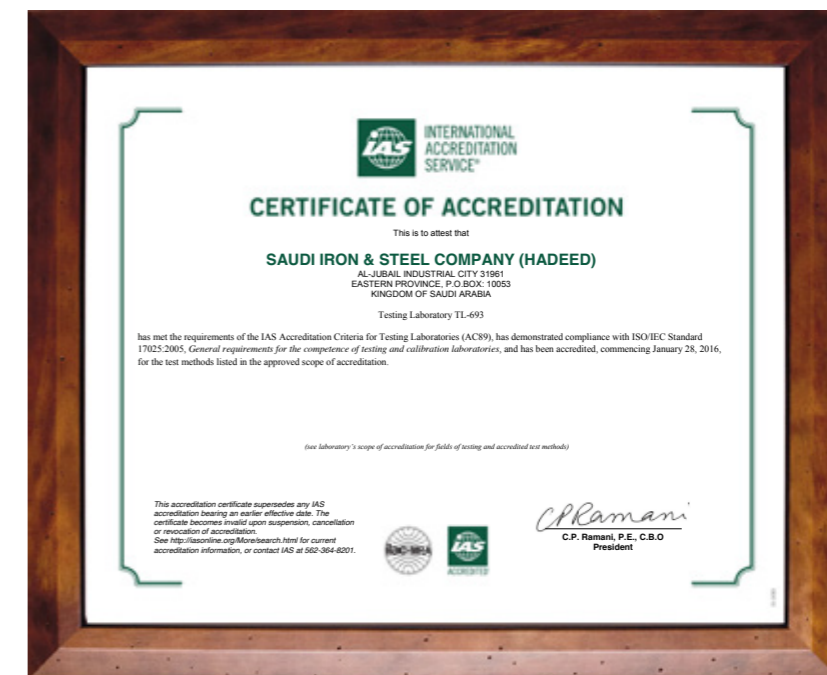 IAS
INTERNATIONAL
ACCREDITATION
SERVICE®
CERTIFICATE OF ACCREDITATION
This is to attest that
SAUDI IRON & STEEL COMPANY (HADEED)
AL-JUBAIL INDUSTRIAL CITY 31961
EASTERN PROVINCE, P.O.BOX: 10053
KINGDOM OF SAUDI ARABIA
Testing Laboratory TL-693
has met the requirements of the IAS Accreditation Criteria for Testing Laboratories (AC89), has demonstrated compliance with ISO/IEC Standard
17025:2005, General requirements for the competence of testing and calibration laboratories, and has been accredited, commencing January 28, 2016,
for the test methods listed in the approved scope of accreditation.
(see laboratory's scope of accreditation for fields of testing and accredited test methods)
This accreditation certificate supersedes any IAS
accreditation bearing an earlier effective date. The
certificate becomes invalid upon suspension, cancellation
or revocation of accreditation.
See http://iasonline.org/More/search.html for current
accreditation information, or contact IAS at 562-364-8201.
ilac-MRA
IAS
ACCREDITED
CPRamani
C.P. Ramani, P.E., C.B.O
President